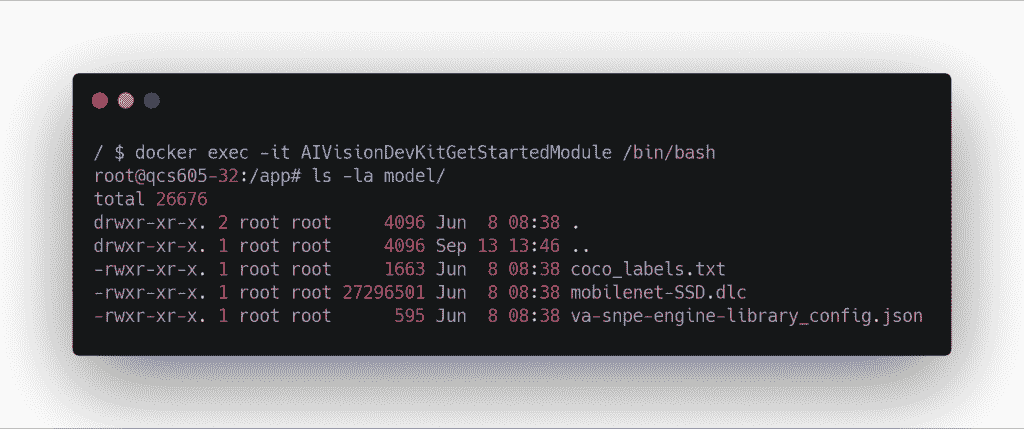 / $ docker exec -it AIVisionDevKitGetStartedModule /bin/bash
root@qcs605-32:/app# ls -la model/
total 26676
drwxr-xr-x. 2 root root     4096 Jun  8 08:38 .
drwxr-xr-x. 1 root root     4096 Sep 13 13:46 ..
-rwxr-xr-x. 1 root root     1663 Jun  8 08:38 coco_labels.txt
-rwxr-xr-x. 1 root root 27296501 Jun  8 08:38 mobilenet-SSD.dlc
-rwxr-xr-x. 1 root root      595 Jun  8 08:38 va-snpe-engine-library_config.json